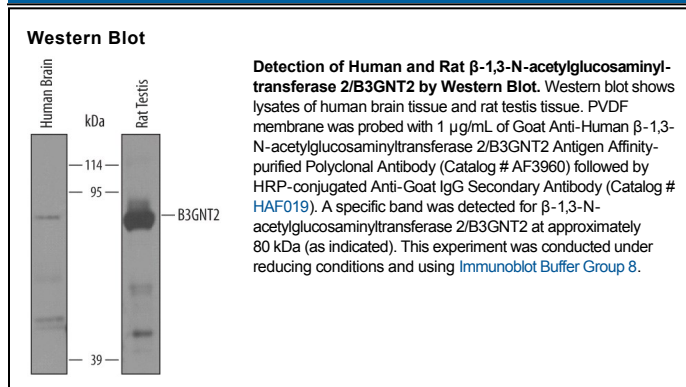 Western Blot
Human Brain
kDa
Rat Testis
114
95
B3GNT2
39
Detection of Human and Rat β-1,3-N-acetylglucosaminyl-
transferase 2/B3GNT2 by Western Blot. Western blot shows
lysates of human brain tissue and rat testis tissue. PVDF
membrane was probed with 1 µg/mL of Goat Anti-Human β-1,3-
N-acetylglucosaminyltransferase 2/B3GNT2 Antigen Affinity-
purified Polyclonal Antibody (Catalog # AF3960) followed by
HRP-conjugated Anti-Goat IgG Secondary Antibody (Catalog #
HAF019). A specific band was detected for β-1,3-N-
acetylglucosaminyltransferase 2/B3GNT2 at approximately
80 kDa (as indicated). This experiment was conducted under
reducing conditions and using Immunoblot Buffer Group 8.